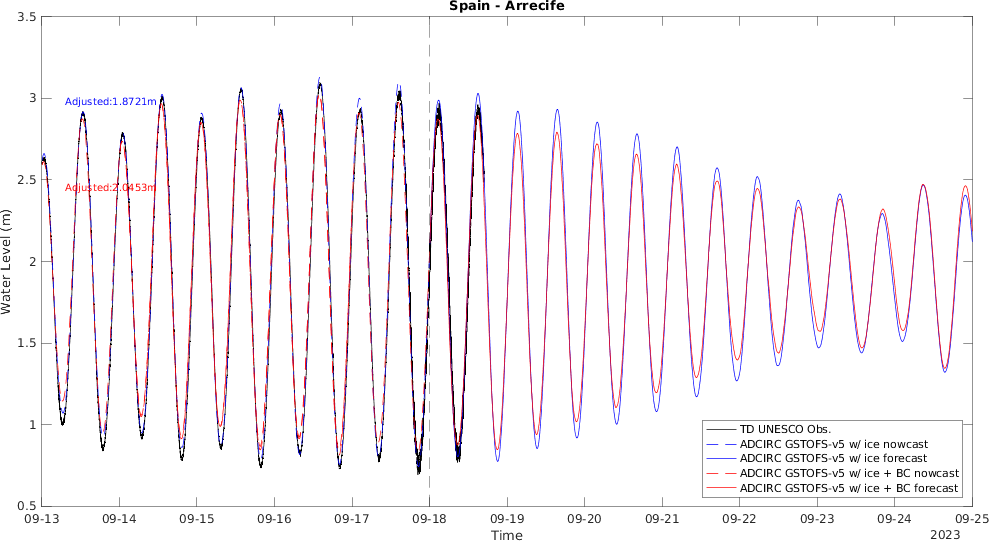 Spain - Arrecife
3.5
3
2.5
2
1.5
1
0.5
Water Level (m)
Adjusted:1.8721m
Adjusted:2.0453m
TD UNESCO Obs.
ADCIRC GSTOFS-v5 w/ ice nowcast
ADCIRC GSTOFS-v5 w/ ice forecast
ADCIRC GSTOFS-v5 w/ ice + BC nowcast
ADCIRC GSTOFS-v5 w/ ice + BC forecast
09-13 09-14 09-15 09-16 09-17 09-18 09-19 09-20 09-21 09-22 09-23 09-24 09-25
Time
2023